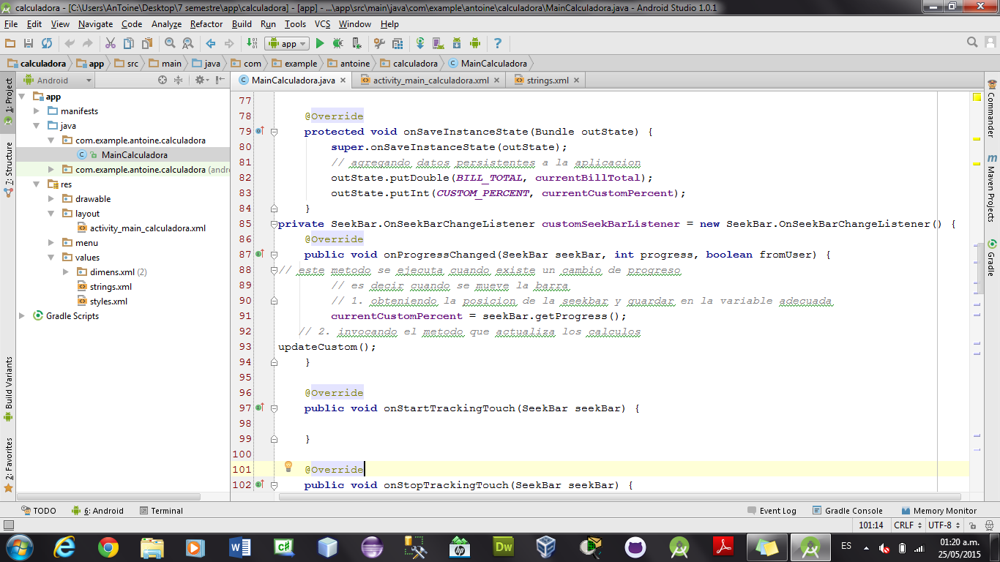 calculadora - [C:\Users\AnToine\Desktop\7 semestre\app\calculadora] - [app] - ...\app\src\main\java\com\example\antoine\calculadora\MainCalculadora.java - Android Studio 1.0.1
File Edit View Navigate Code Analyze Refactor Build Run Tools VCS Window Help
app
calculadora app src main java com example antoine calculadora MainCalculadora
Android
MainCalculadora.java activity_main_calculadora.xml strings.xml
1: Project
7: Structure
Build Variants
2: Favorites
app
manifests
java
com.example.antoine.calculadora
MainCalculadora
com.example.antoine.calculadora (andr
res
drawable
layout
activity_main_calculadora.xml
menu
values
dimens.xml (2)
strings.xml
styles.xml
Gradle Scripts
77
78 @Override
79 protected void onSaveInstanceState(Bundle outState) {
80 super.onSaveInstanceState(outState);
81 // agregando datos persistentes a la aplicacion
82 outState.putDouble(BILL_TOTAL, currentBillTotal);
83 outState.putInt(CUSTOM_PERCENT, currentCustomPercent);
84 }
85 private SeekBar.OnSeekBarChangeListener customSeekBarListener = new SeekBar.OnSeekBarChangeListener() {
86 @Override
87 public void onProgressChanged(SeekBar seekBar, int progress, boolean fromUser) {
88 // este metodo se ejecuta cuando existe un cambio de progreso
89 // es decir cuando se mueve la barra
90 // 1. obteniendo la posicion de la seekbar y guardar en la variable adecuada
91 currentCustomPercent = seekBar.getProgress();
92 // 2. invocando el metodo que actualiza los calculos
93 updateCustom();
94 }
95
96 @Override
97 public void onStartTrackingTouch(SeekBar seekBar) {
98
99 }
100
101 @Override
102 public void onStopTrackingTouch(SeekBar seekBar) {
Commander
Maven Projects
Gradle
TODO 6: Android Terminal Event Log Gradle Console Memory Monitor
101:14 CRLF UTF-8
ES 01:20 a.m.
25/05/2015